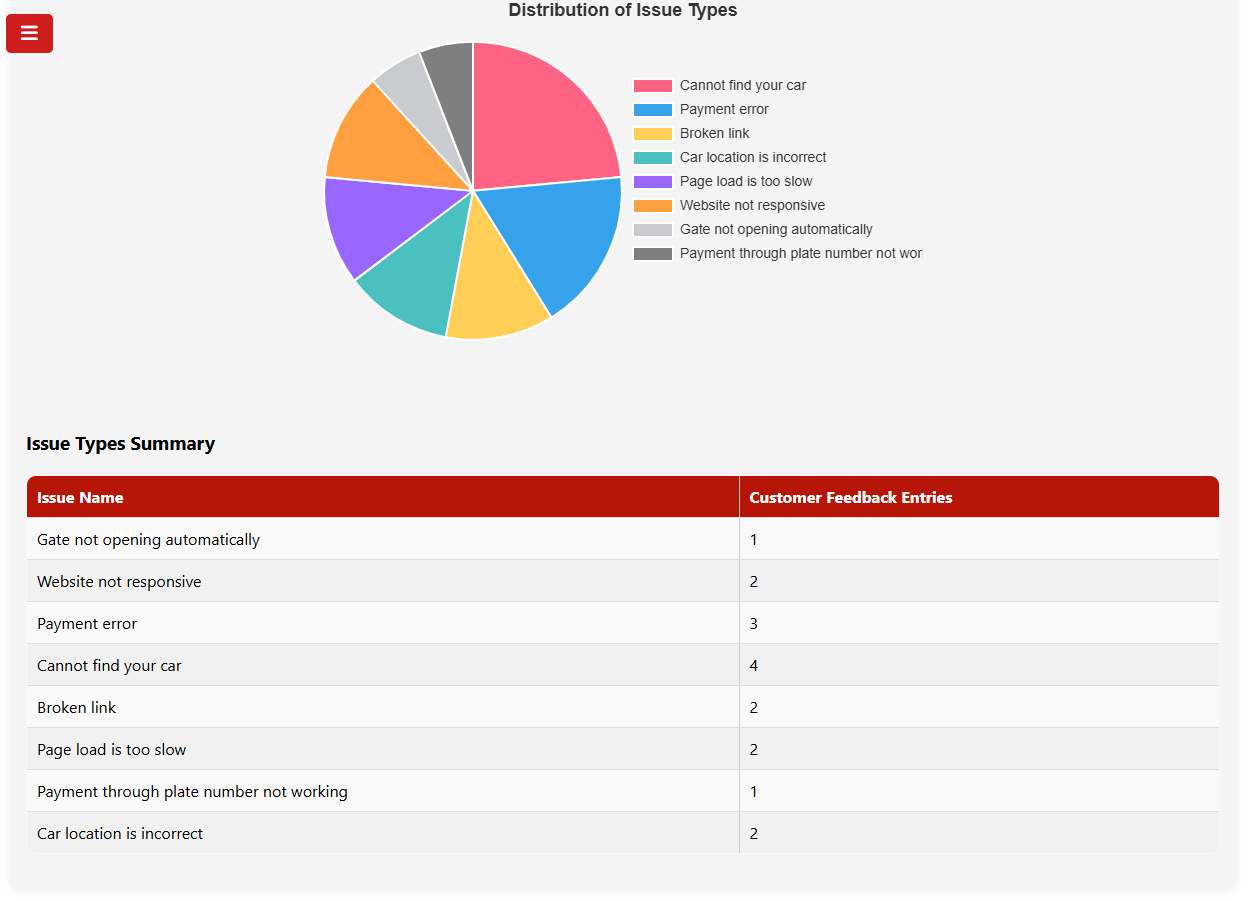 Distribution of Issue Types
Cannot find your car
Payment error
Broken link
Car location is incorrect
Page load is too slow
Website not responsive
Gate not opening automatically
Payment through plate number not wor
Issue Types Summary
Issue Name Customer Feedback Entries
Gate not opening automatically 1
Website not responsive 2
Payment error 3
Cannot find your car 4
Broken link 2
Page load is too slow 2
Payment through plate number not working 1
Car location is incorrect 2